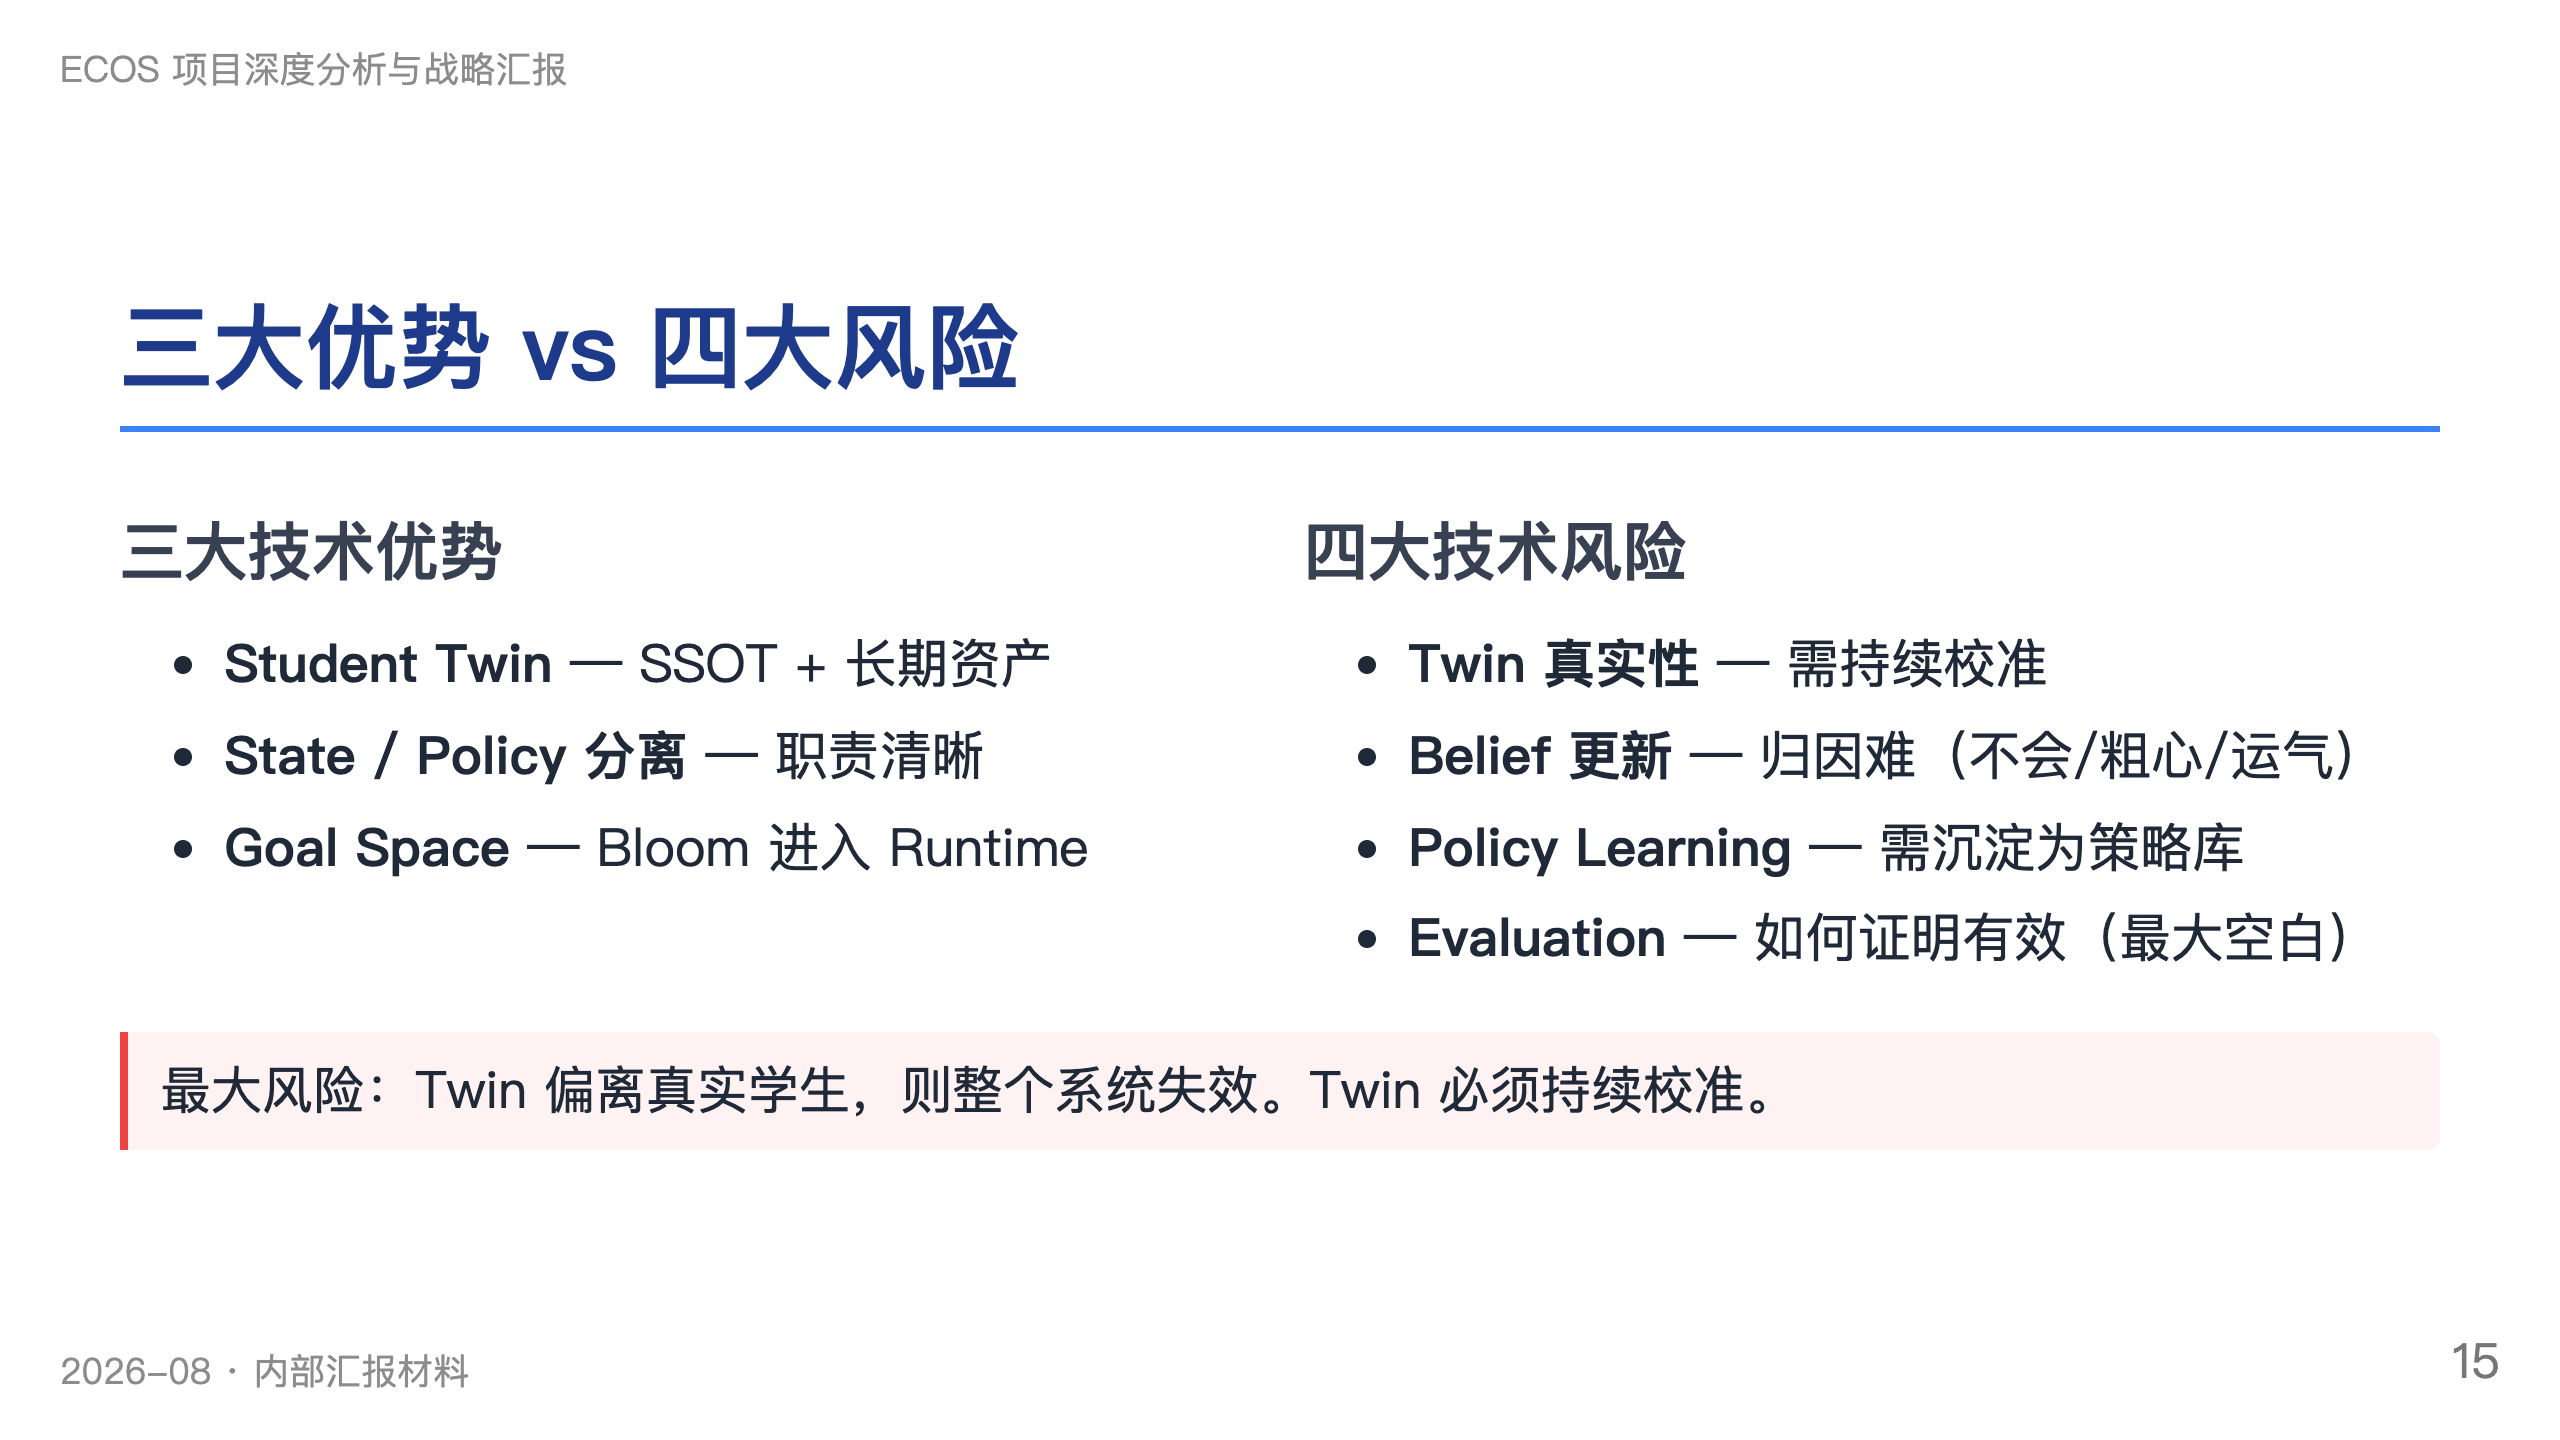 ECOS 项目深度分析与战略汇报
三大优势 vs 四大风险
三大技术优势
• Student Twin — SSOT + 长期资产
• State / Policy 分离 — 职责清晰
• Goal Space — Bloom 进入 Runtime
四大技术风险
• Twin 真实性 — 需持续校准
• Belief 更新 — 归因难（不会/粗心/运气）
• Policy Learning — 需沉淀为策略库
• Evaluation — 如何证明有效（最大空白）
最大风险：Twin 偏离真实学生，则整个系统失效。Twin 必须持续校准。
2026-08 · 内部汇报材料
15